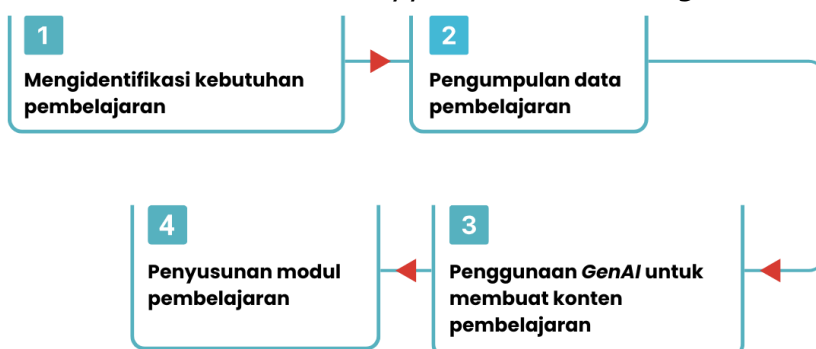 1
Mengidentifikasi kebutuhan
pembelajaran
2
Pengumpulan data
pembelajaran
3
Penggunaan GenAI untuk
membuat konten
pembelajaran
4
Penyusunan modul
pembelajaran